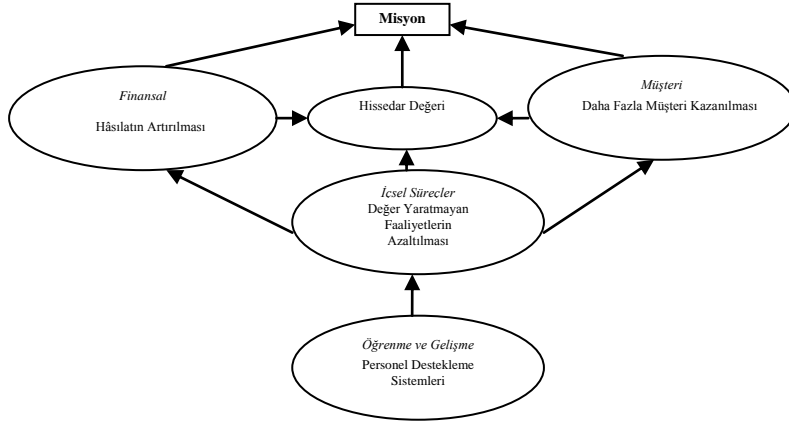 Misyon
Finansal
Hâsılatın Artırılması
Hissedar Değeri
Müşteri
Daha Fazla Müşteri Kazanılması
İçsel Süreçler
Değer Yaratmayan
Faaliyetlerin
Azaltılması
Öğrenme ve Gelişme
Personel Destekleme
Sistemleri